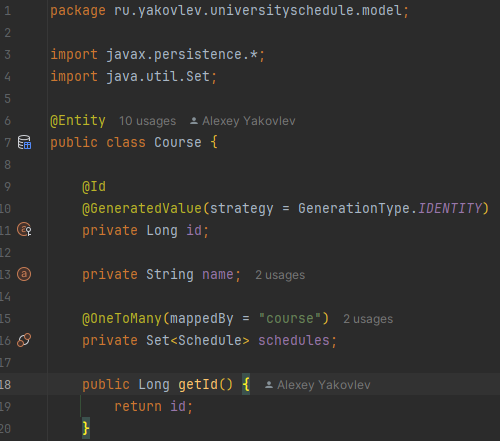 1 package ru.yakovlev.universityschedule.model;
2
3 import javax.persistence.*;
4 import java.util.Set;
5
6 @Entity 10 usages Alexey Yakovlev
7 public class Course {
8
9 @Id
10 @GeneratedValue(strategy = GenerationType.IDENTITY)
11 private Long id;
12
13 private String name; 2 usages
14
15 @OneToMany(mappedBy = "course") 2 usages
16 private Set<Schedule> schedules;
17
18 public Long getId() { Alexey Yakovlev
19 return id;
20 }